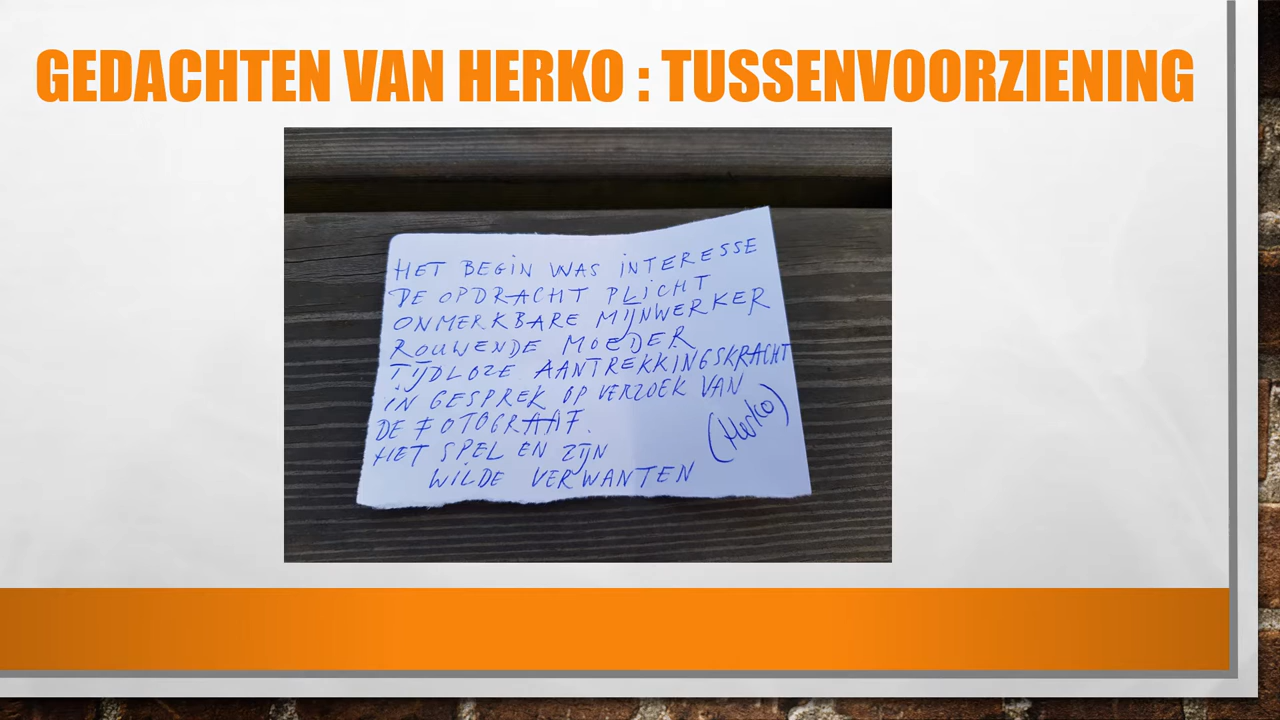 GEDACHTEN VAN HERKO : TUSSENVOORZIENING
HET BEGIN WAS INTERESSE
DE OPDRACHT PLICHT
ONMERKBARE MIJNWERKER
ROUWENDE MOEDER
TIJDLOZE AANTREKKINGSKRACHT
IN GESPREK OP VERZOEK VAN
DE FOTOGRAAF.
HET SPEL EN ZIJN
WILDE VERWANTEN
(Herko)